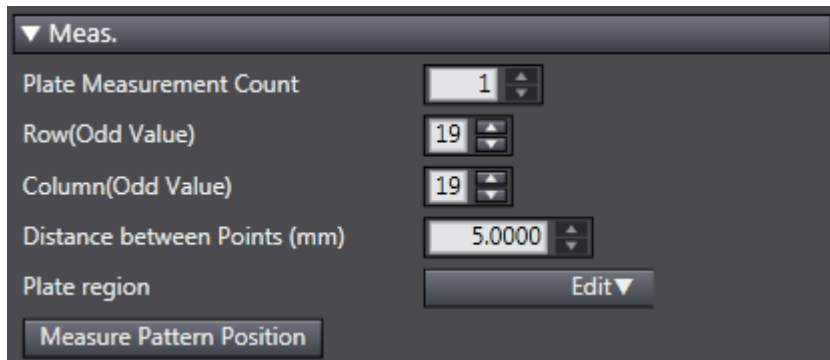 ▼ Meas.
Plate Measurement Count 1
Row(Odd Value) 19
Column(Odd Value) 19
Distance between Points (mm) 5.0000
Plate region Edit▼
Measure Pattern Position